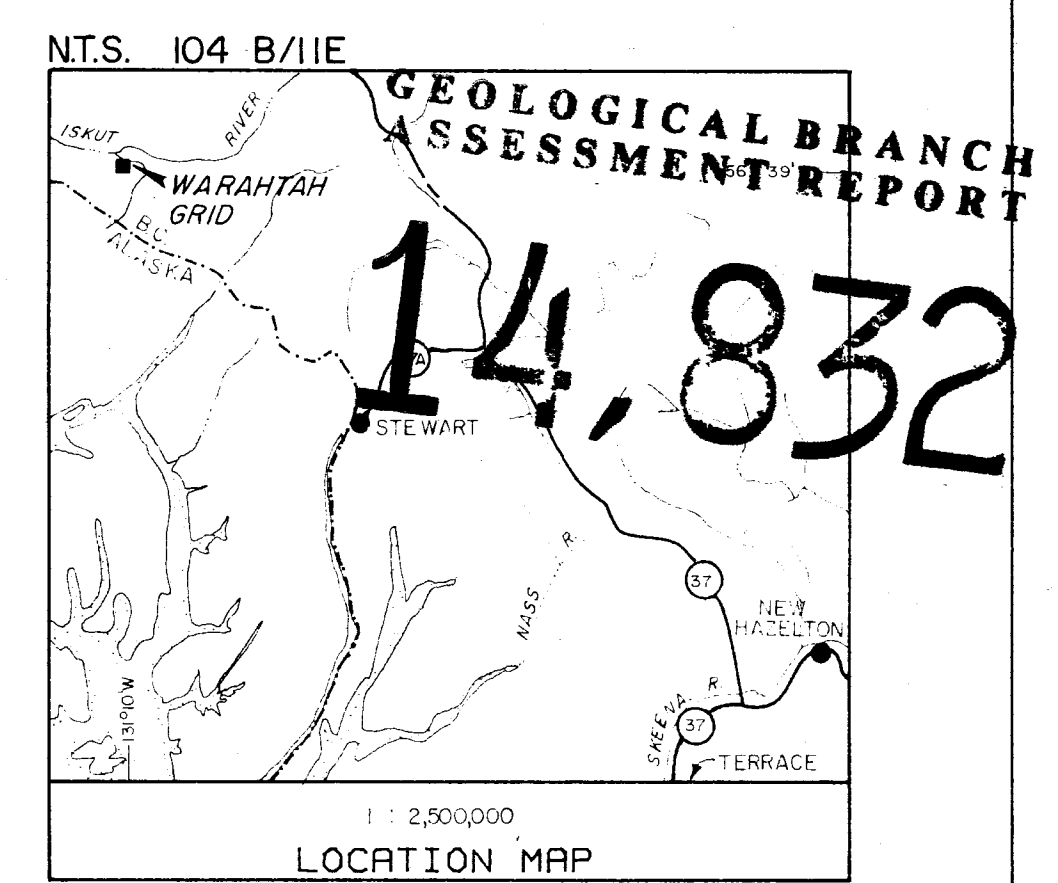 N.T.S. 104 B/11E
GEOLOGICAL BRANCH
ASSESSMENT REPORT
ISKUT
RIVER
56° 39'
WARAHTAH
GRID
B.C.
ALASKA
14,832
STEWART
NASS R.
37
NEW
HAZELTON
131°10'W
SKEENA R.
37
TERRACE
1 : 2,500,000
LOCATION MAP